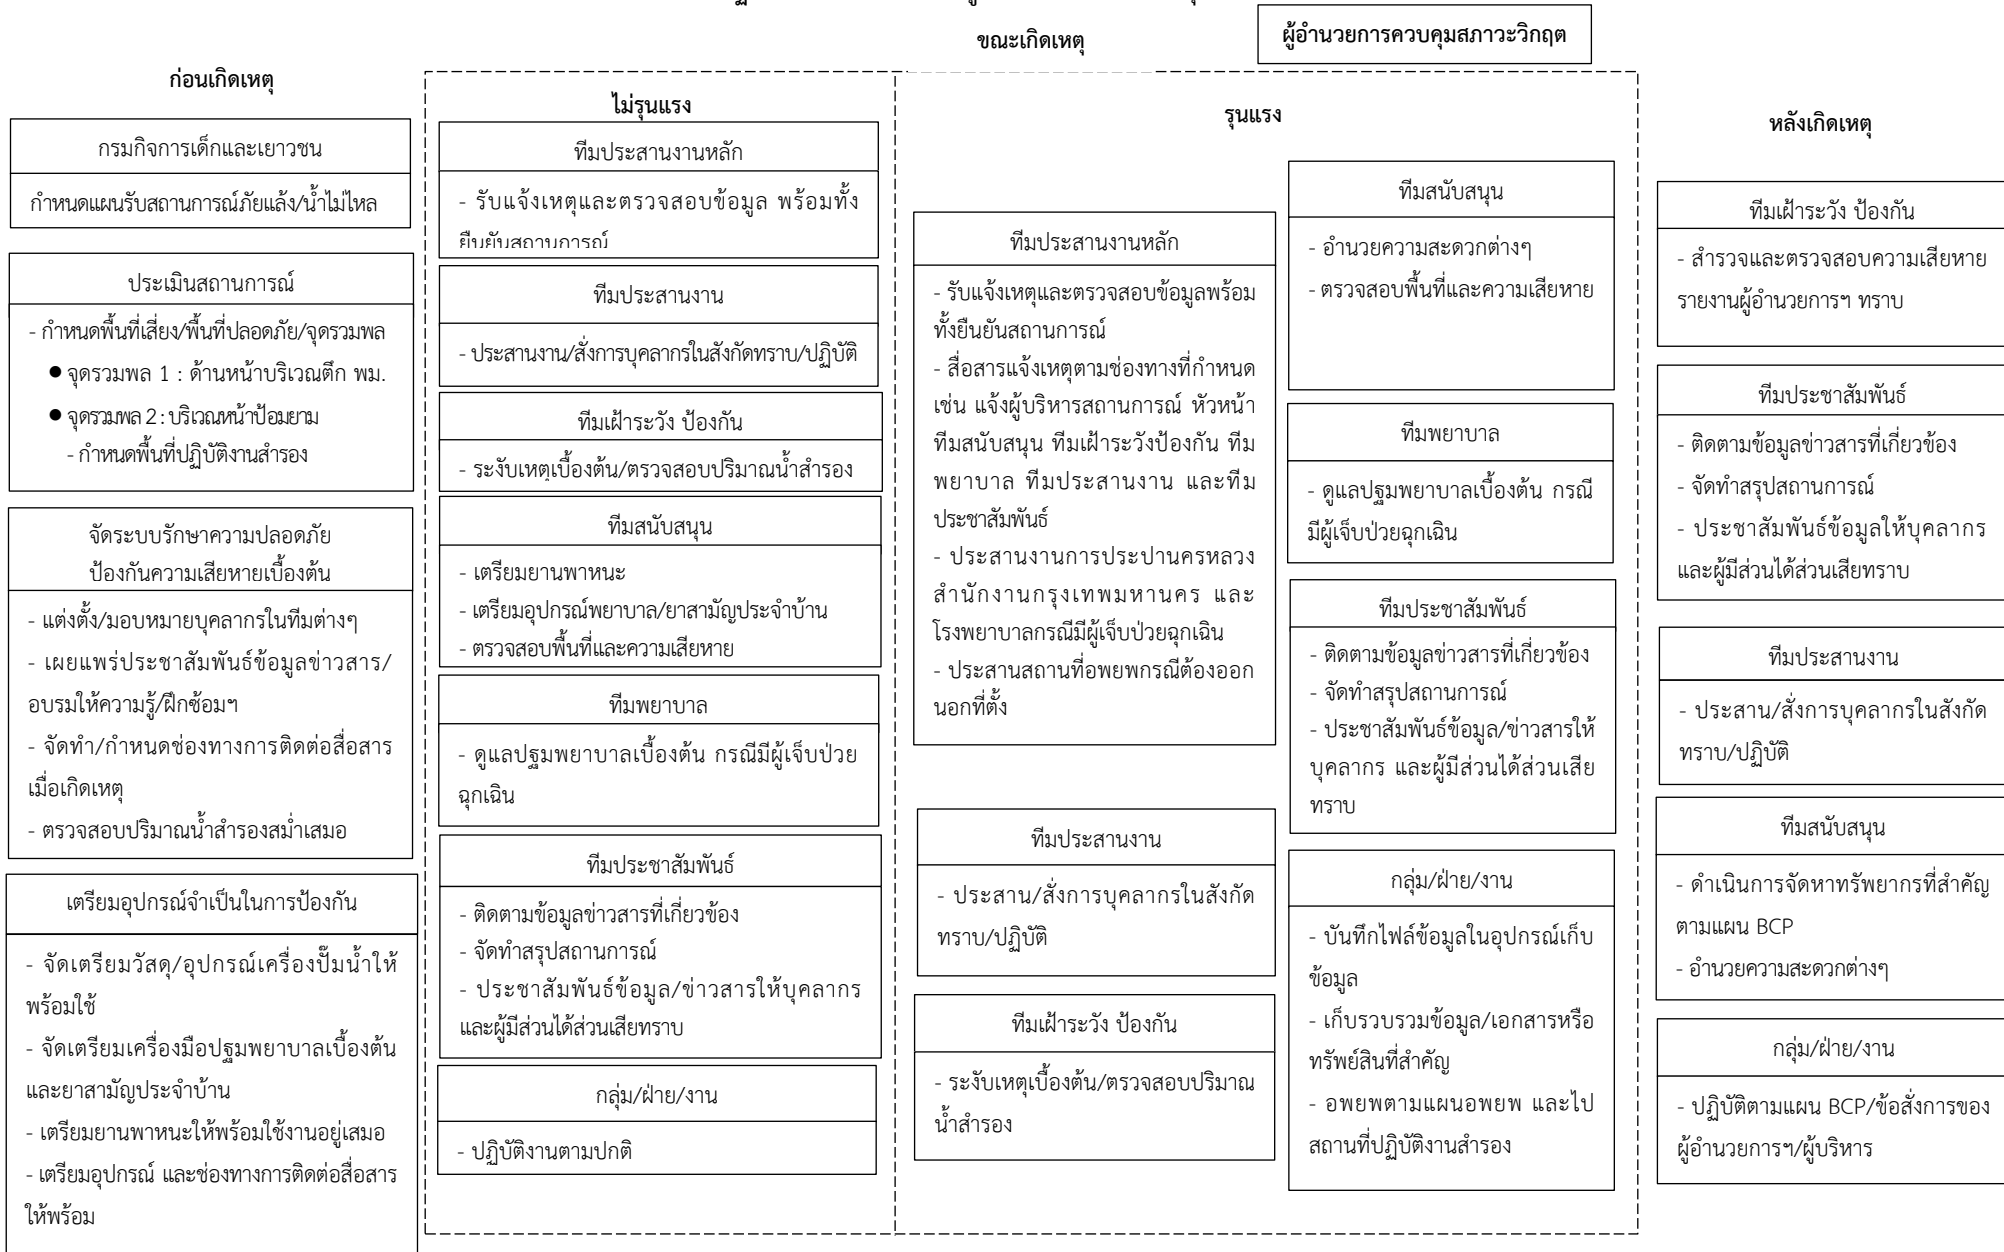 ขณะเกิดเหตุ
ผู้อำนวยการควบคุมสภาวะวิกฤต
ก่อนเกิดเหตุ
กรมกิจการเด็กและเยาวชน
กำหนดแผนรับสถานการณ์ภัยแล้ง/น้ำไม่ไหล
ประเมินสถานการณ์
- กำหนดพื้นที่เสี่ยง/พื้นที่ปลอดภัย/จุดรวมพล
● จุดรวมพล 1 : ด้านหน้าบริเวณตึก พม.
● จุดรวมพล 2 : บริเวณหน้าป้อมยาม
- กำหนดพื้นที่ปฏิบัติงานสำรอง
จัดระบบรักษาความปลอดภัย
ป้องกันความเสียหายเบื้องต้น
- แต่งตั้ง/มอบหมายบุคลากรในทีมต่างๆ
- เผยแพร่ประชาสัมพันธ์ข้อมูลข่าวสาร/
อบรมให้ความรู้/ฝึกซ้อมฯ
- จัดทำ/กำหนดช่องทางการติดต่อสื่อสาร
เมื่อเกิดเหตุ
- ตรวจสอบปริมาณน้ำสำรองสม่ำเสมอ
เตรียมอุปกรณ์จำเป็นในการป้องกัน
- จัดเตรียมวัสดุ/อุปกรณ์เครื่องปั๊มน้ำให้
พร้อมใช้
- จัดเตรียมเครื่องมือปฐมพยาบาลเบื้องต้น
และยาสามัญประจำบ้าน
- เตรียมยานพาหนะให้พร้อมใช้งานอยู่เสมอ
- เตรียมอุปกรณ์ และช่องทางการติดต่อสื่อสาร
ให้พร้อม
ไม่รุนแรง
ทีมประสานงานหลัก
- รับแจ้งเหตุและตรวจสอบข้อมูล พร้อมทั้ง
ยืนยันสถานการณ์
ทีมประสานงาน
- ประสานงาน/สั่งการบุคลากรในสังกัดทราบ/ปฏิบัติ
ทีมเฝ้าระวัง ป้องกัน
- ระงับเหตุเบื้องต้น/ตรวจสอบปริมาณน้ำสำรอง
ทีมสนับสนุน
- เตรียมยานพาหนะ
- เตรียมอุปกรณ์พยาบาล/ยาสามัญประจำบ้าน
- ตรวจสอบพื้นที่และความเสียหาย
ทีมพยาบาล
- ดูแลปฐมพยาบาลเบื้องต้น กรณีมีผู้เจ็บป่วย
ฉุกเฉิน
ทีมประชาสัมพันธ์
- ติดตามข้อมูลข่าวสารที่เกี่ยวข้อง
- จัดทำสรุปสถานการณ์
- ประชาสัมพันธ์ข้อมูล/ข่าวสารให้บุคลากร
และผู้มีส่วนได้ส่วนเสียทราบ
กลุ่ม/ฝ่าย/งาน
- ปฏิบัติงานตามปกติ
รุนแรง
ทีมประสานงานหลัก
- รับแจ้งเหตุและตรวจสอบข้อมูลพร้อม
ทั้งยืนยันสถานการณ์
- สื่อสารแจ้งเหตุตามช่องทางที่กำหนด
เช่น แจ้งผู้บริหารสถานการณ์ หัวหน้า
ทีมสนับสนุน ทีมเฝ้าระวังป้องกัน ทีม
พยาบาล ทีมประสานงาน และทีม
ประชาสัมพันธ์
- ประสานงานการประปานครหลวง
สำนักงานกรุงเทพมหานคร และ
โรงพยาบาลกรณีมีผู้เจ็บป่วยฉุกเฉิน
- ประสานสถานที่อพยพกรณีต้องออก
นอกที่ตั้ง
ทีมประสานงาน
- ประสาน/สั่งการบุคลากรในสังกัด
ทราบ/ปฏิบัติ
ทีมเฝ้าระวัง ป้องกัน
- ระงับเหตุเบื้องต้น/ตรวจสอบปริมาณ
น้ำสำรอง
ทีมสนับสนุน
- อำนวยความสะดวกต่างๆ
- ตรวจสอบพื้นที่และความเสียหาย
ทีมพยาบาล
- ดูแลปฐมพยาบาลเบื้องต้น กรณี
มีผู้เจ็บป่วยฉุกเฉิน
ทีมประชาสัมพันธ์
- ติดตามข้อมูลข่าวสารที่เกี่ยวข้อง
- จัดทำสรุปสถานการณ์
- ประชาสัมพันธ์ข้อมูล/ข่าวสารให้
บุคลากร และผู้มีส่วนได้ส่วนเสีย
ทราบ
กลุ่ม/ฝ่าย/งาน
- บันทึกไฟล์ข้อมูลในอุปกรณ์เก็บ
ข้อมูล
- เก็บรวบรวมข้อมูล/เอกสารหรือ
ทรัพย์สินที่สำคัญ
- อพยพตามแผนอพยพ และไป
สถานที่ปฏิบัติงานสำรอง
หลังเกิดเหตุ
ทีมเฝ้าระวัง ป้องกัน
- สำรวจและตรวจสอบความเสียหาย
รายงานผู้อำนวยการฯ ทราบ
ทีมประชาสัมพันธ์
- ติดตามข้อมูลข่าวสารที่เกี่ยวข้อง
- จัดทำสรุปสถานการณ์
- ประชาสัมพันธ์ข้อมูลให้บุคลากร
และผู้มีส่วนได้ส่วนเสียทราบ
ทีมประสานงาน
- ประสาน/สั่งการบุคลากรในสังกัด
ทราบ/ปฏิบัติ
ทีมสนับสนุน
- ดำเนินการจัดหาทรัพยากรที่สำคัญ
ตามแผน BCP
- อำนวยความสะดวกต่างๆ
กลุ่ม/ฝ่าย/งาน
- ปฏิบัติตามแผน BCP/ข้อสั่งการของ
ผู้อำนวยการฯ/ผู้บริหาร